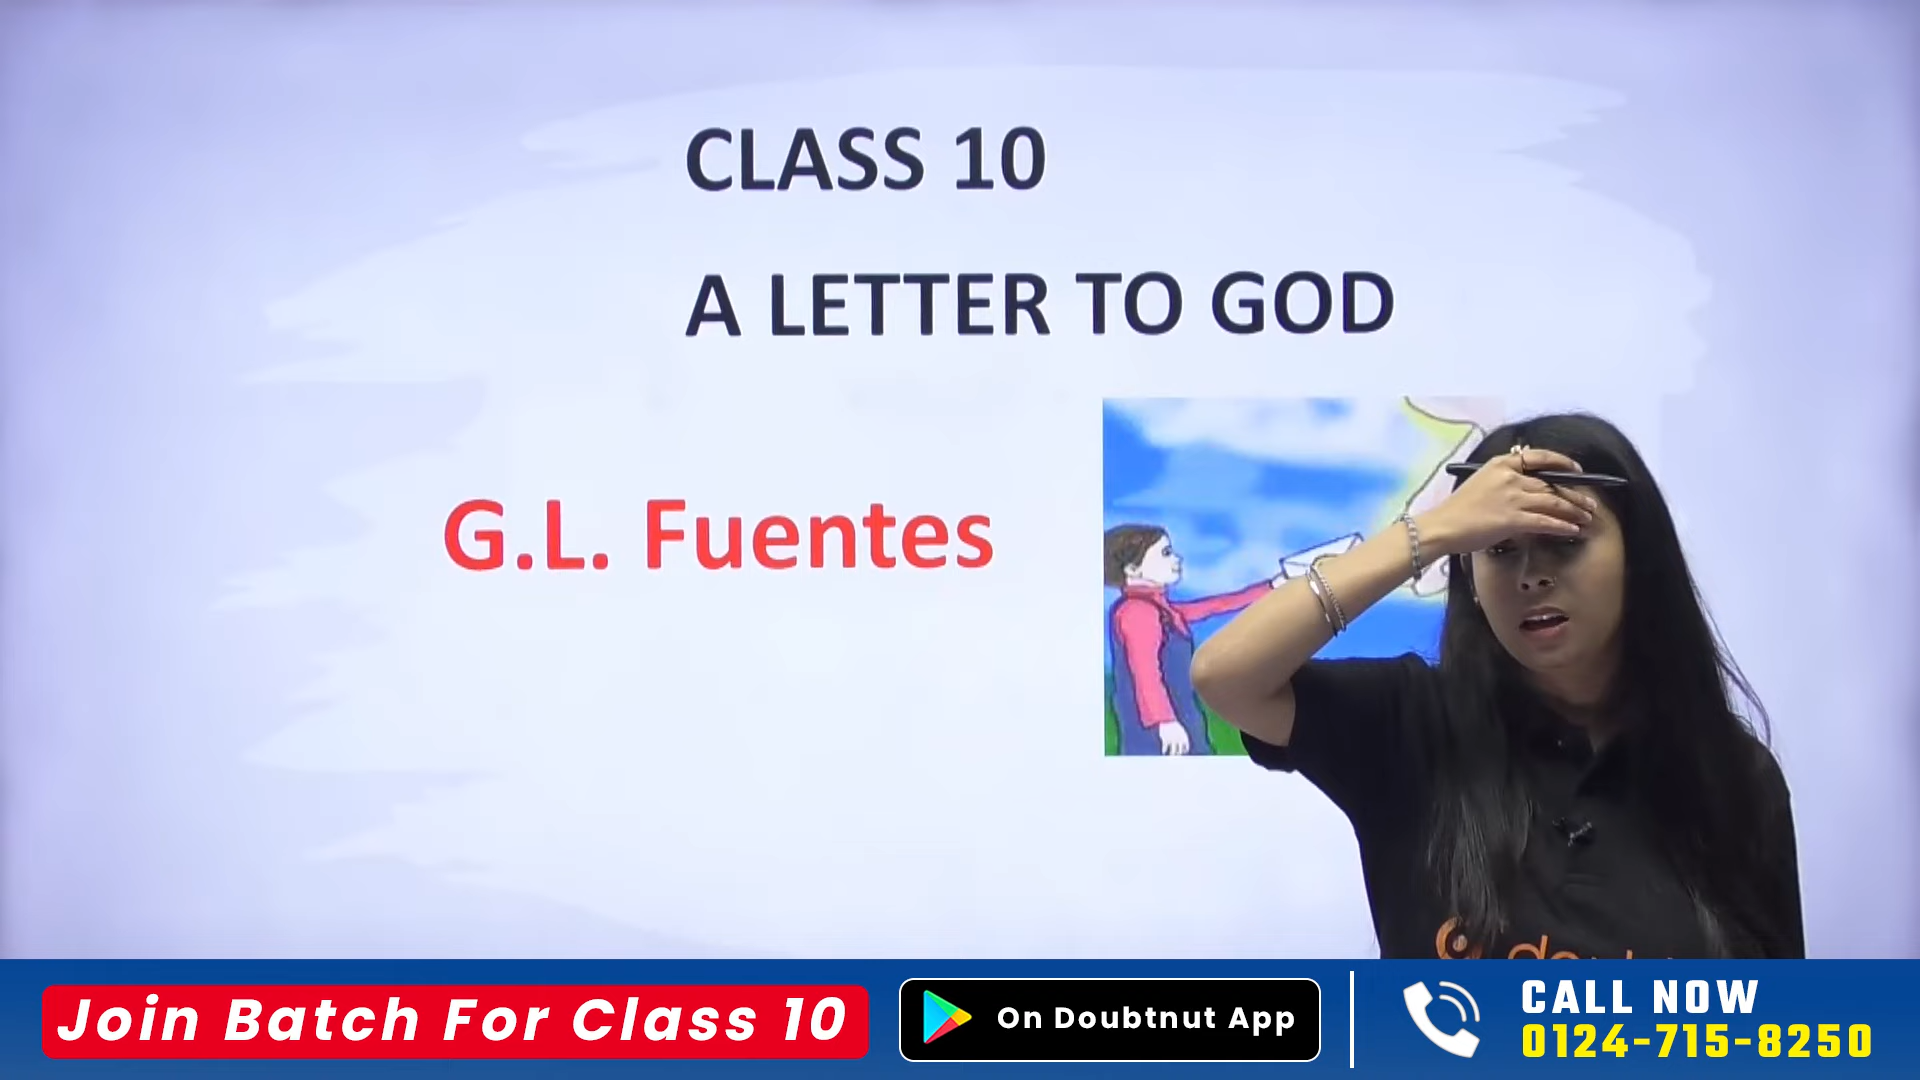 CLASS 10
A LETTER TO GOD
G.L. Fuentes
Join Batch For Class 10
On Doubtnut App
CALL NOW
0124-715-8250